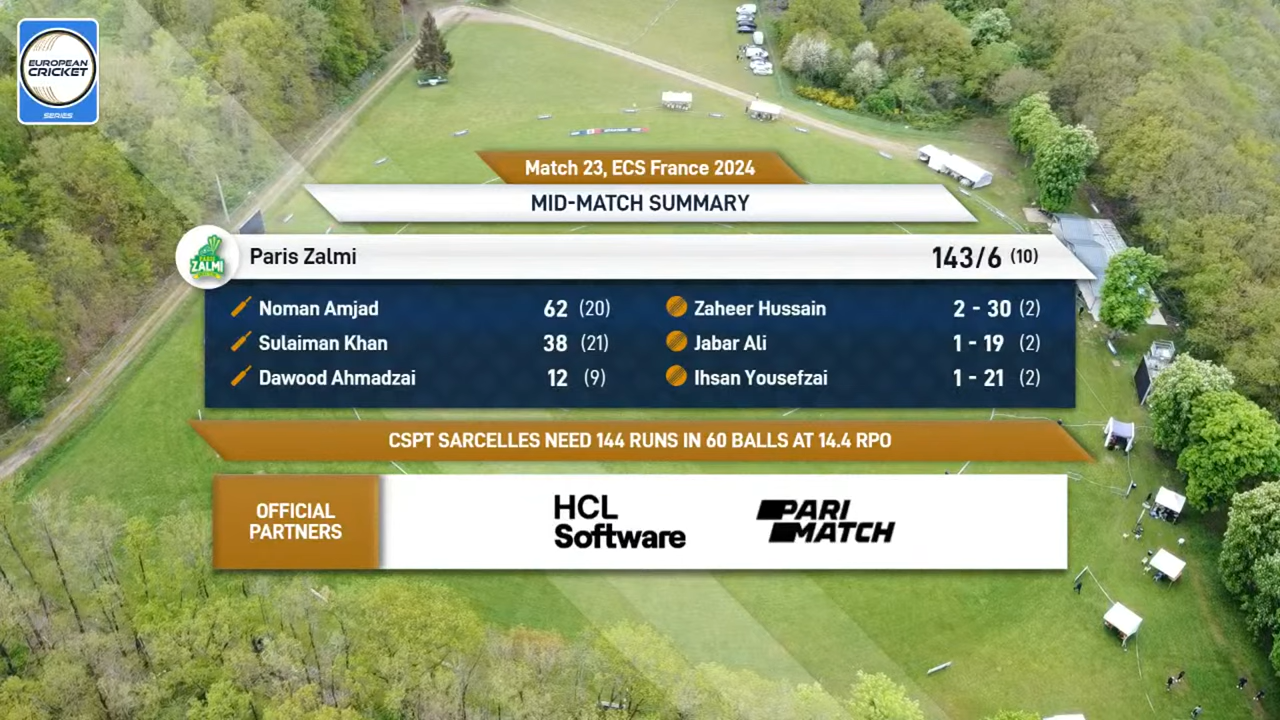 EUROPEAN
CRICKET
SERIES
Match 23, ECS France 2024
MID-MATCH SUMMARY
PARIS
ZALMI
Paris Zalmi 143/6 (10)
Noman Amjad 62 (20) Zaheer Hussain 2 - 30 (2)
Sulaiman Khan 38 (21) Jabar Ali 1 - 19 (2)
Dawood Ahmadzai 12 (9) Ihsan Yousefzai 1 - 21 (2)
CSPT SARCELLES NEED 144 RUNS IN 60 BALLS AT 14.4 RPO
OFFICIAL
PARTNERS
HCL
Software
PARI
MATCH